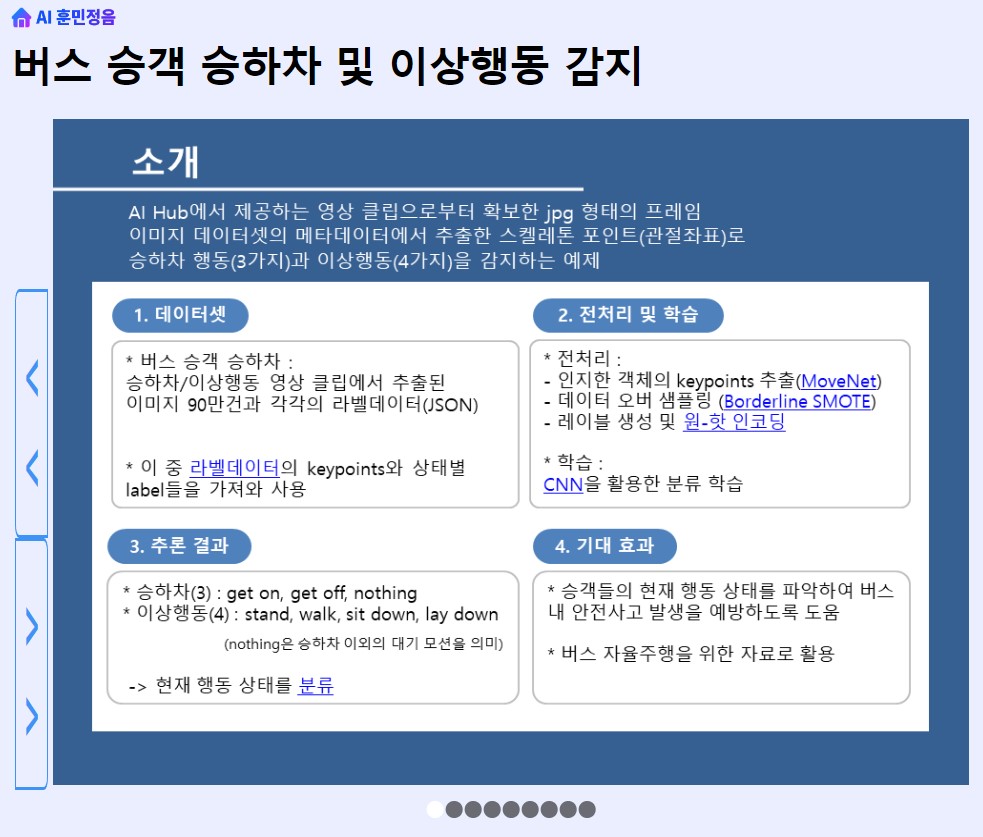 AI 훈민정음
버스 승객 승하차 및 이상행동 감지
소개
AI Hub에서 제공하는 영상 클립으로부터 확보한 jpg 형태의 프레임
이미지 데이터셋의 메타데이터에서 추출한 스켈레톤 포인트(관절좌표)로
승하차 행동(3가지)과 이상행동(4가지)을 감지하는 예제
1. 데이터셋
* 버스 승객 승하차 :
승하차/이상행동 영상 클립에서 추출된
이미지 90만건과 각각의 라벨데이터(JSON)
* 이 중 라벨데이터의 keypoints와 상태별
label들을 가져와 사용
2. 전처리 및 학습
* 전처리 :
- 인지한 객체의 keypoints 추출(MoveNet)
- 데이터 오버 샘플링 (Borderline SMOTE)
- 레이블 생성 및 원-핫 인코딩
* 학습 :
CNN을 활용한 분류 학습
3. 추론 결과
* 승하차(3) : get on, get off, nothing
* 이상행동(4) : stand, walk, sit down, lay down
(nothing은 승하차 이외의 대기 모션을 의미)
-> 현재 행동 상태를 분류
4. 기대 효과
* 승객들의 현재 행동 상태를 파악하여 버스
내 안전사고 발생을 예방하도록 도움
* 버스 자율주행을 위한 자료로 활용